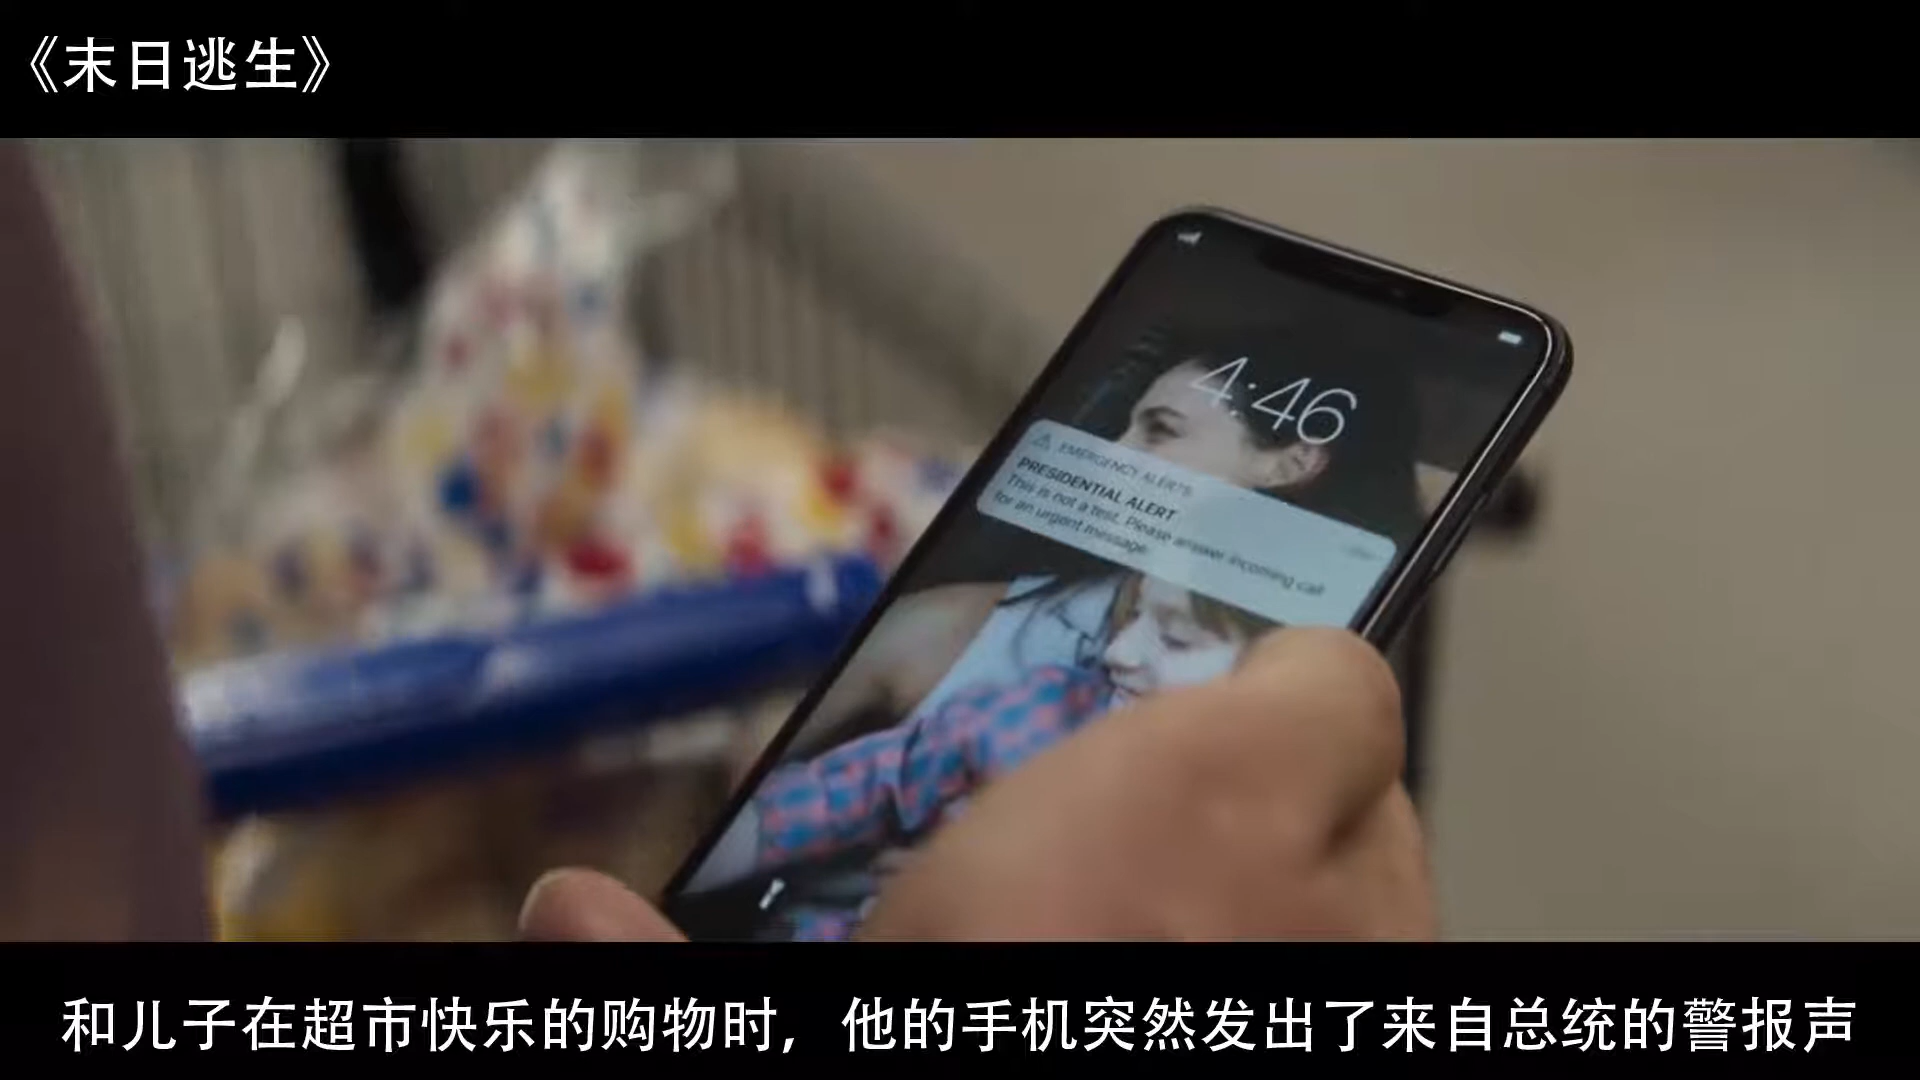 《末日逃生》
4:46
EMERGENCY ALERTS
PRESIDENTIAL ALERT
This is not a test. Please answer incoming call
for an urgent message.
和儿子在超市快乐的购物时，他的手机突然发出了来自总统的警报声